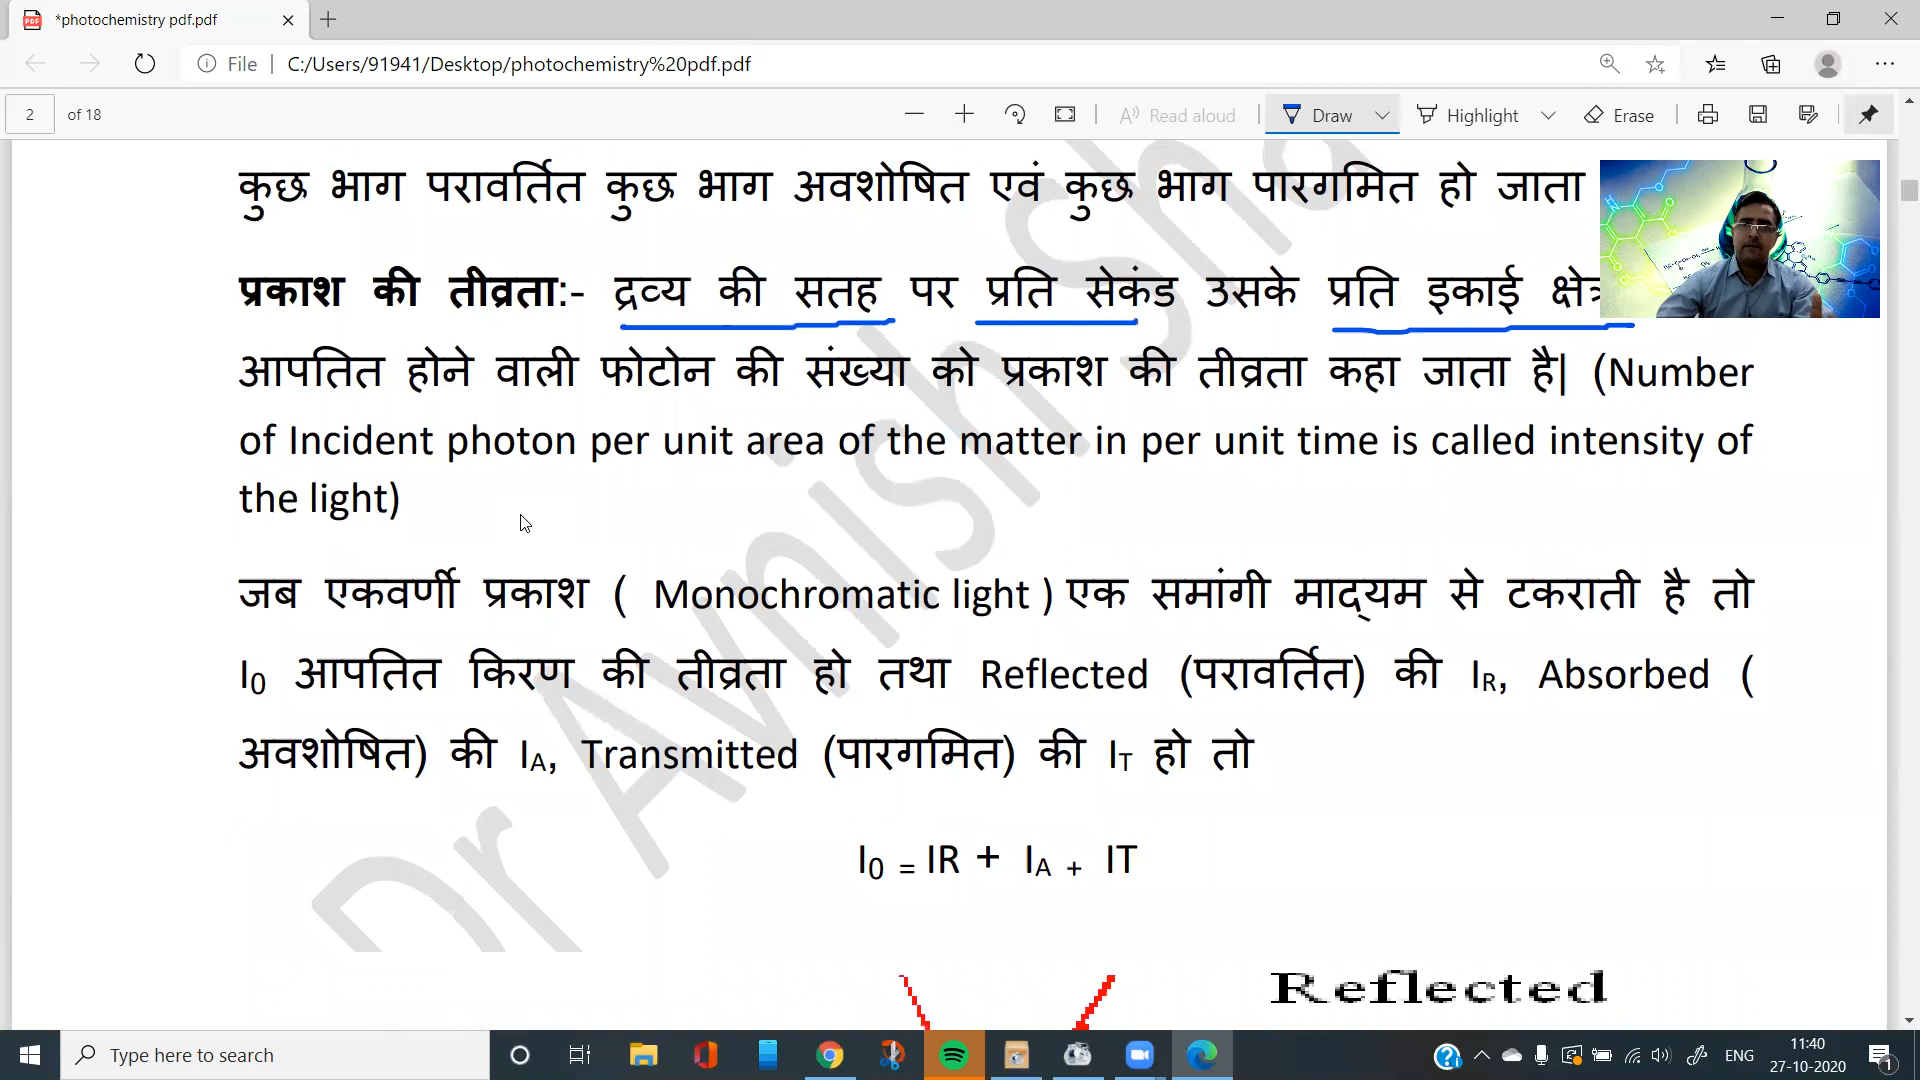 *photochemistry pdf.pdf
File
C:/Users/91941/Desktop/photochemistry%20pdf.pdf
2 of 18
Read aloud
Draw
Highlight
Erase
कुछ भाग परावर्तित कुछ भाग अवशोषित एवं कुछ भाग पारगमित हो जाता
प्रकाश की तीव्रता:- द्रव्य की सतह पर प्रति सेकंड उसके प्रति इकाई क्षेत्र
आपतित होने वाली फोटोन की संख्या को प्रकाश की तीव्रता कहा जाता है| (Number
of Incident photon per unit area of the matter in per unit time is called intensity of
the light)
जब एकवर्णी प्रकाश ( Monochromatic light ) एक समांगी माद्यम से टकराती है तो
I0 आपतित किरण की तीव्रता हो तथा Reflected (परावर्तित) की IR, Absorbed (
अवशोषित) की IA, Transmitted (पारगमित) की IT हो तो
I0 = IR + IA + IT
Reflected
Dr Avnish Sha
Type here to search
ENG
11:40
27-10-2020
1